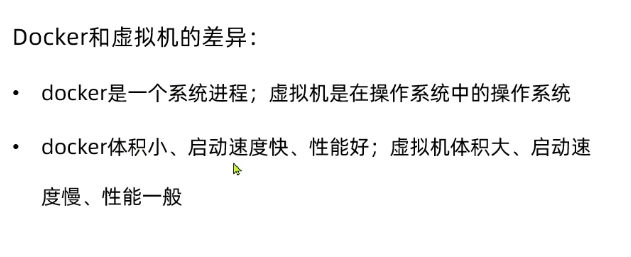 Docker和虚拟机的差异：
• docker是一个系统进程；虚拟机是在操作系统中的操作系统
• docker体积小、启动速度快、性能好；虚拟机体积大、启动速
度慢、性能一般